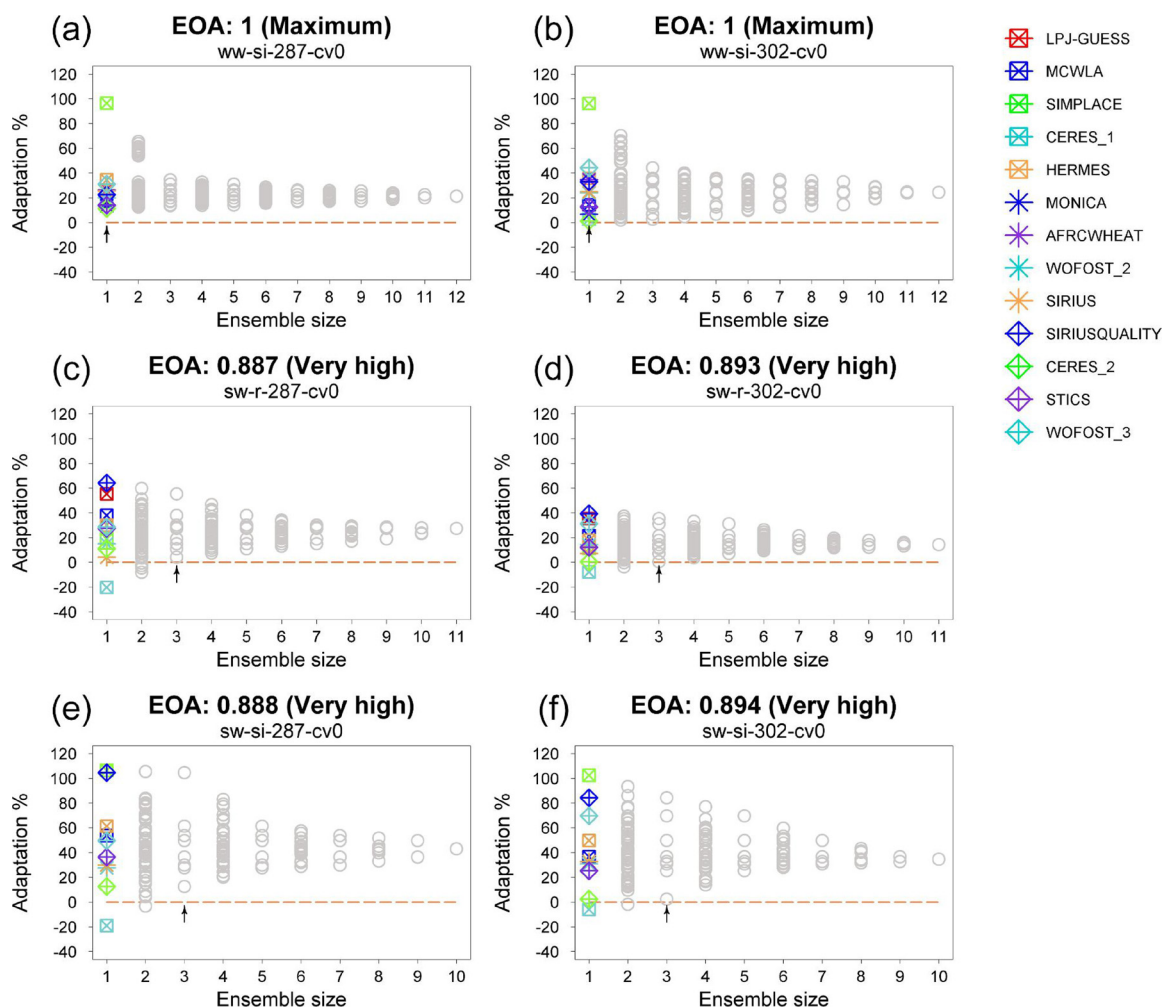 (a) EOA: 1 (Maximum)
ww-si-287-cv0
Adaptation %
120
100
80
60
40
20
0
-20
-40
1 2 3 4 5 6 7 8 9 10 11 12
Ensemble size
(b) EOA: 1 (Maximum)
ww-si-302-cv0
Adaptation %
120
100
80
60
40
20
0
-20
-40
1 2 3 4 5 6 7 8 9 10 11 12
Ensemble size
(c) EOA: 0.887 (Very high)
sw-r-287-cv0
Adaptation %
120
100
80
60
40
20
0
-20
-40
1 2 3 4 5 6 7 8 9 10 11
Ensemble size
(d) EOA: 0.893 (Very high)
sw-r-302-cv0
Adaptation %
120
100
80
60
40
20
0
-20
-40
1 2 3 4 5 6 7 8 9 10 11
Ensemble size
(e) EOA: 0.888 (Very high)
sw-si-287-cv0
Adaptation %
120
100
80
60
40
20
0
-20
-40
1 2 3 4 5 6 7 8 9 10
Ensemble size
(f) EOA: 0.894 (Very high)
sw-si-302-cv0
Adaptation %
120
100
80
60
40
20
0
-20
-40
1 2 3 4 5 6 7 8 9 10
Ensemble size
LPJ-GUESS
MCWLA
SIMPLACE
CERES_1
HERMES
MONICA
AFRCWHEAT
WOFOST_2
SIRIUS
SIRIUSQUALITY
CERES_2
STICS
WOFOST_3